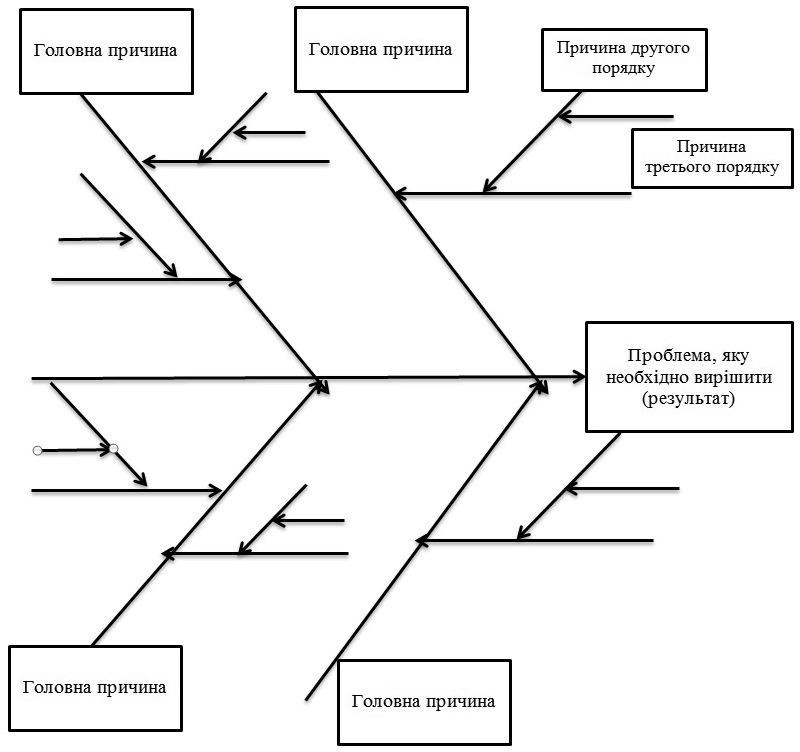 Головна причина
Головна причина
Причина другого
порядку
Причина
третього порядку
Проблема, яку
необхідно вирішити
(результат)
Головна причина
Головна причина